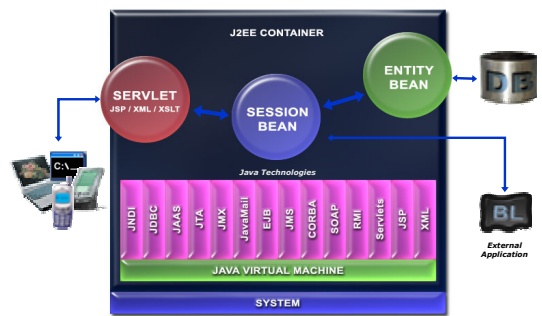 J2EE CONTAINER
SERVLET
JSP / XML / XSLT
SESSION
BEAN
ENTITY
BEAN
DB
C:\
Java Technologies
JNDI
JDBC
JAAS
JTA
JMX
JavaMail
EJB
JMS
CORBA
SOAP
RMI
Servlets
JSP
XML
JAVA VIRTUAL MACHINE
SYSTEM
BL
External
Application